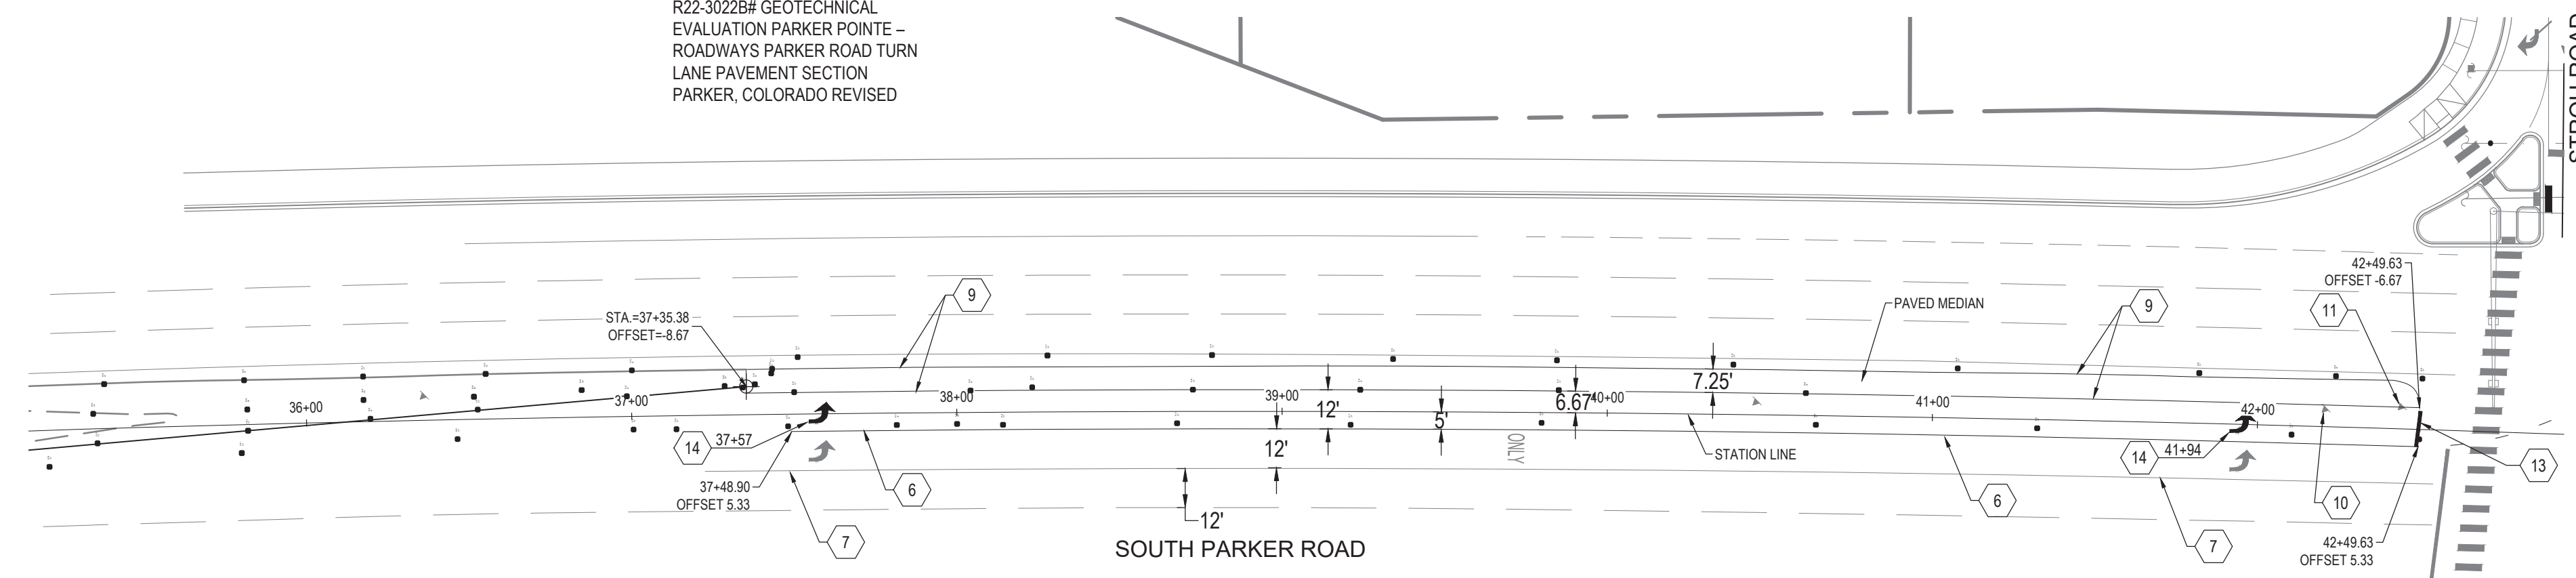 R22-3022B# GEOTECHNICAL
EVALUATION PARKER POINTE –
ROADWAYS PARKER ROAD TURN
LANE PAVEMENT SECTION
PARKER, COLORADO REVISED
STROH ROAD
42+49.63
OFFSET -6.67
9
STA.=37+35.38
OFFSET=-8.67
PAVED MEDIAN
9
11
7.25'
36+00
37+00
38+00
39+00
12'
5'
6.67'
40+00
41+00
42+00
14
37+57
12'
ONLY
STATION LINE
14
41+94
13
37+48.90
OFFSET 5.33
6
6
10
12'
7
SOUTH PARKER ROAD
7
42+49.63
OFFSET 5.33